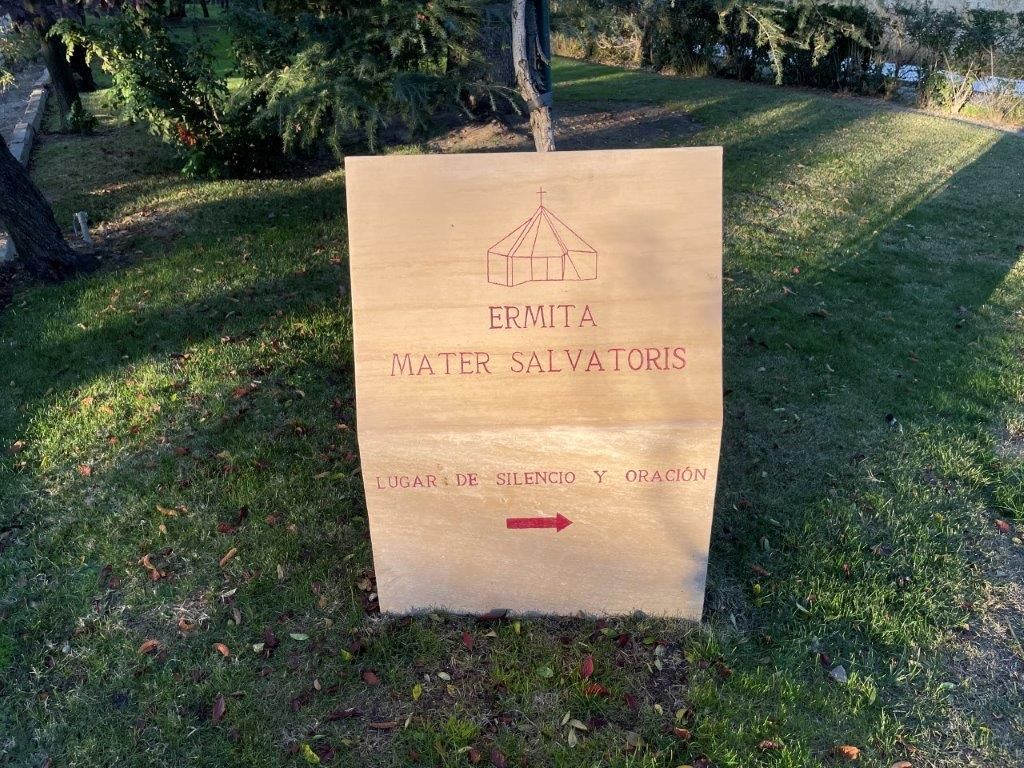 ERMITA
MATER SALVATORIS
LUGAR DE SILENCIO Y ORACIÓN